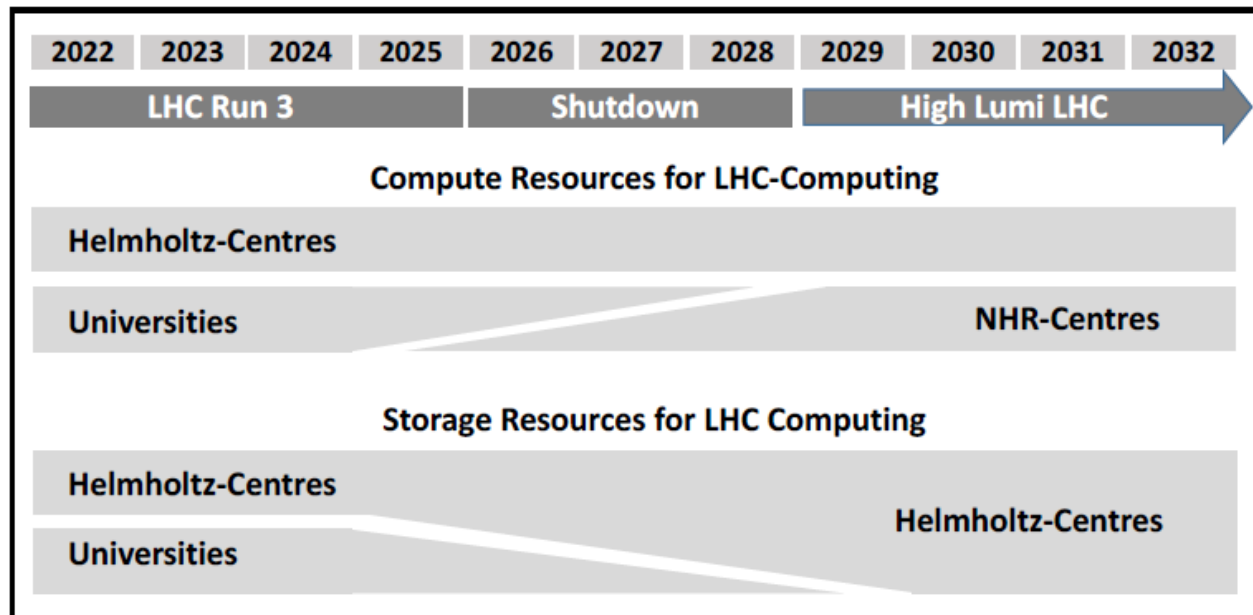 2022 2023 2024 2025 2026 2027 2028 2029 2030 2031 2032
LHC Run 3 Shutdown High Lumi LHC
Compute Resources for LHC-Computing
Helmholtz-Centres
Universities NHR-Centres
Storage Resources for LHC Computing
Helmholtz-Centres
Helmholtz-Centres
Universities